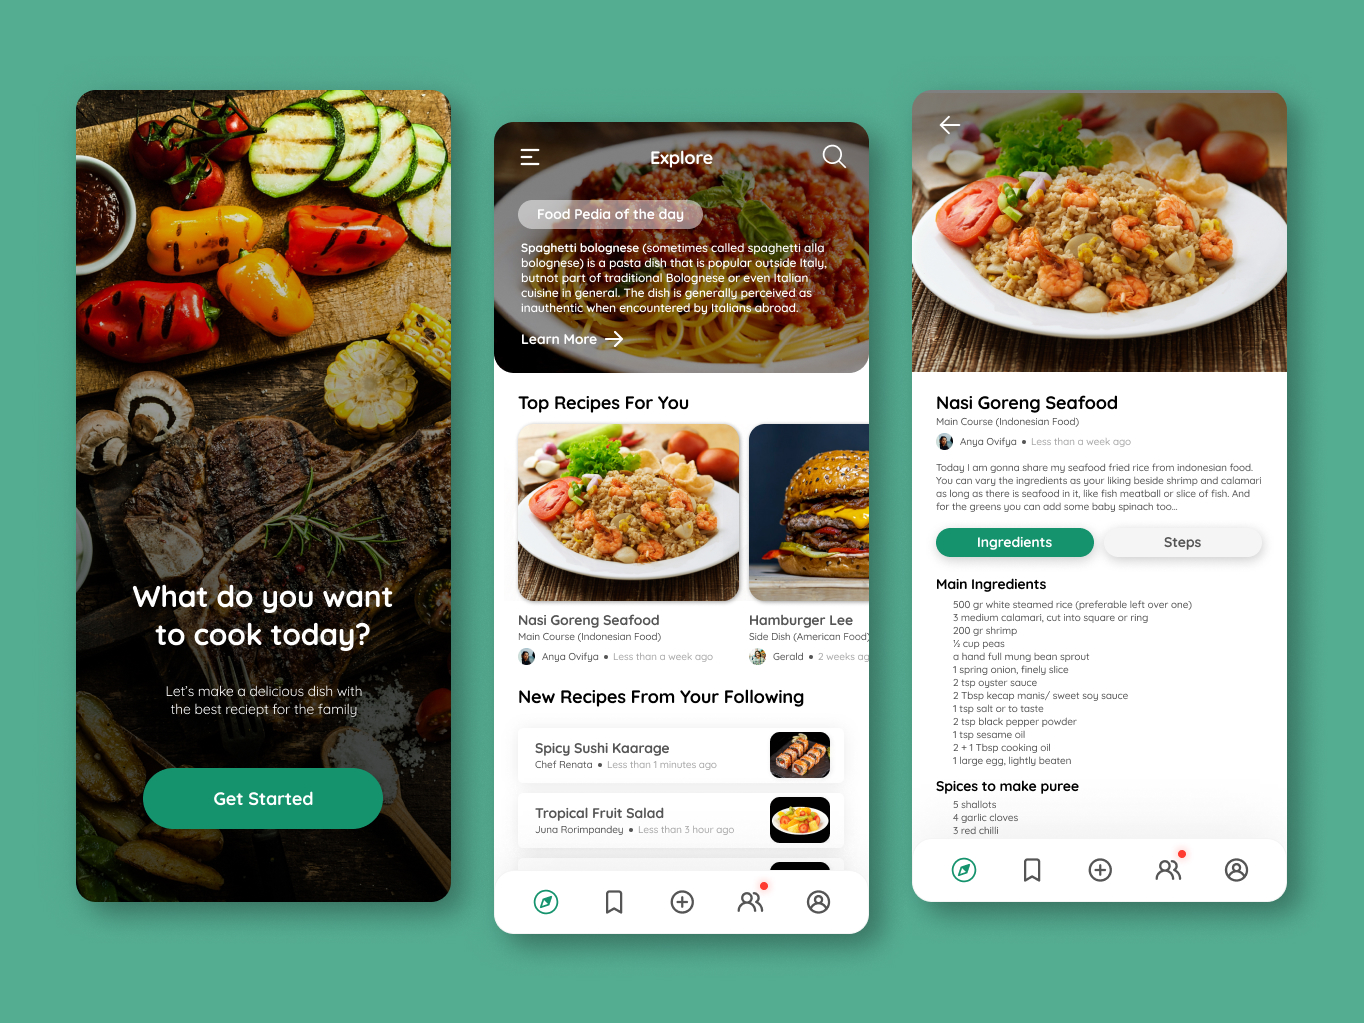 What do you want
to cook today?
Let's make a delicious dish with
the best reciept for the family
Get Started
Explore
Food Pedia of the day
Spaghetti bolognese (sometimes called spaghetti alla
bolognese) is a pasta dish that is popular outside Italy,
butnot part of traditional Bolognese or even Italian
cuisine in general. The dish is generally perceived as
inauthentic when encountered by Italians abroad.
Learn More
Top Recipes For You
Nasi Goreng Seafood
Main Course (Indonesian Food)
Anya Ovifya • Less than a week ago
Hamburger Lee
Side Dish (American Food)
Gerald • 2 weeks ag
New Recipes From Your Following
Spicy Sushi Kaarage
Chef Renata • Less than 1 minutes ago
Tropical Fruit Salad
Juna Rorimpandey • Less than 3 hour ago
Nasi Goreng Seafood
Main Course (Indonesian Food)
Anya Ovifya • Less than a week ago
Today I am gonna share my seafood fried rice from indonesian food.
You can vary the ingredients as your liking beside shrimp and calamari
as long as there is seafood in it, like fish meatball or slice of fish. And
for the greens you can add some baby spinach too...
Ingredients
Steps
Main Ingredients
500 gr white steamed rice (preferable left over one)
3 medium calamari, cut into square or ring
200 gr shrimp
½ cup peas
a hand full mung bean sprout
1 spring onion, finely slice
2 tsp oyster sauce
2 Tbsp kecap manis/ sweet soy sauce
1 tsp salt or to taste
2 tsp black pepper powder
1 tsp sesame oil
2 + 1 Tbsp cooking oil
1 large egg, lightly beaten
Spices to make puree
5 shallots
4 garlic cloves
3 red chilli